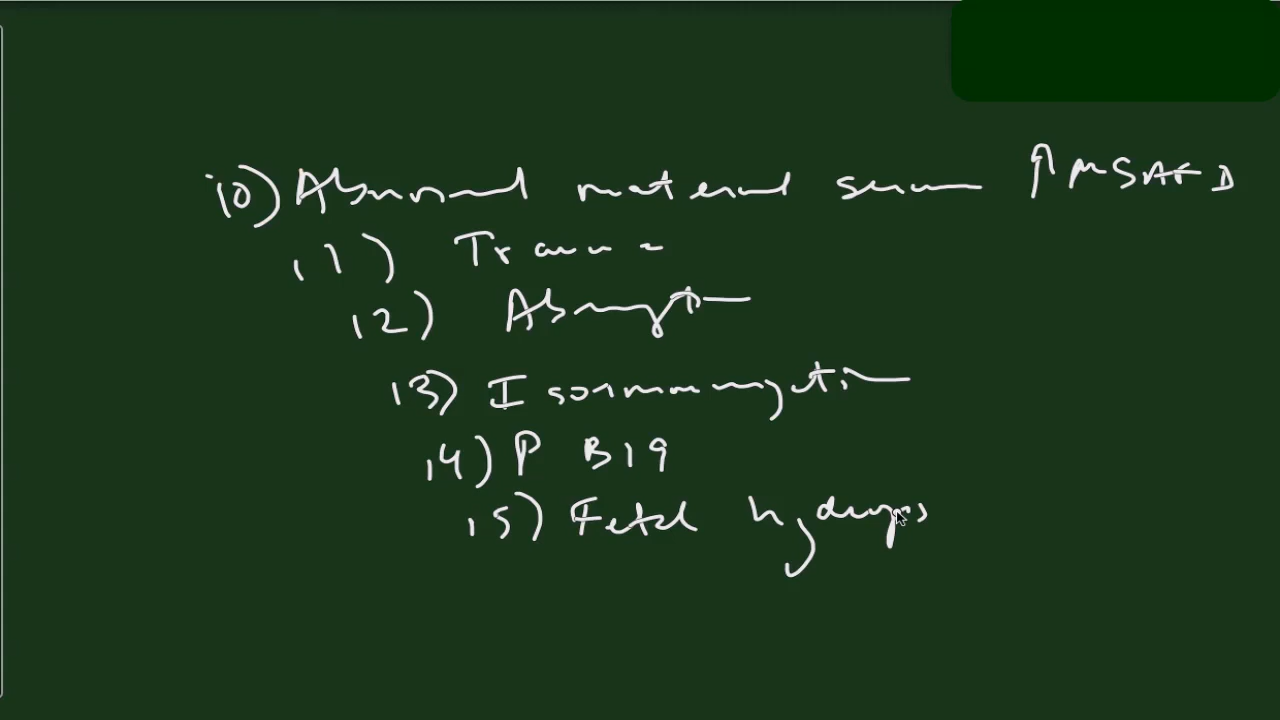 10) Abnormal maternal serum ↑ MSAFP
11) Trauma
12) Abruption
13) Isoimmunization
14) P B19
15) Fetal hydrops